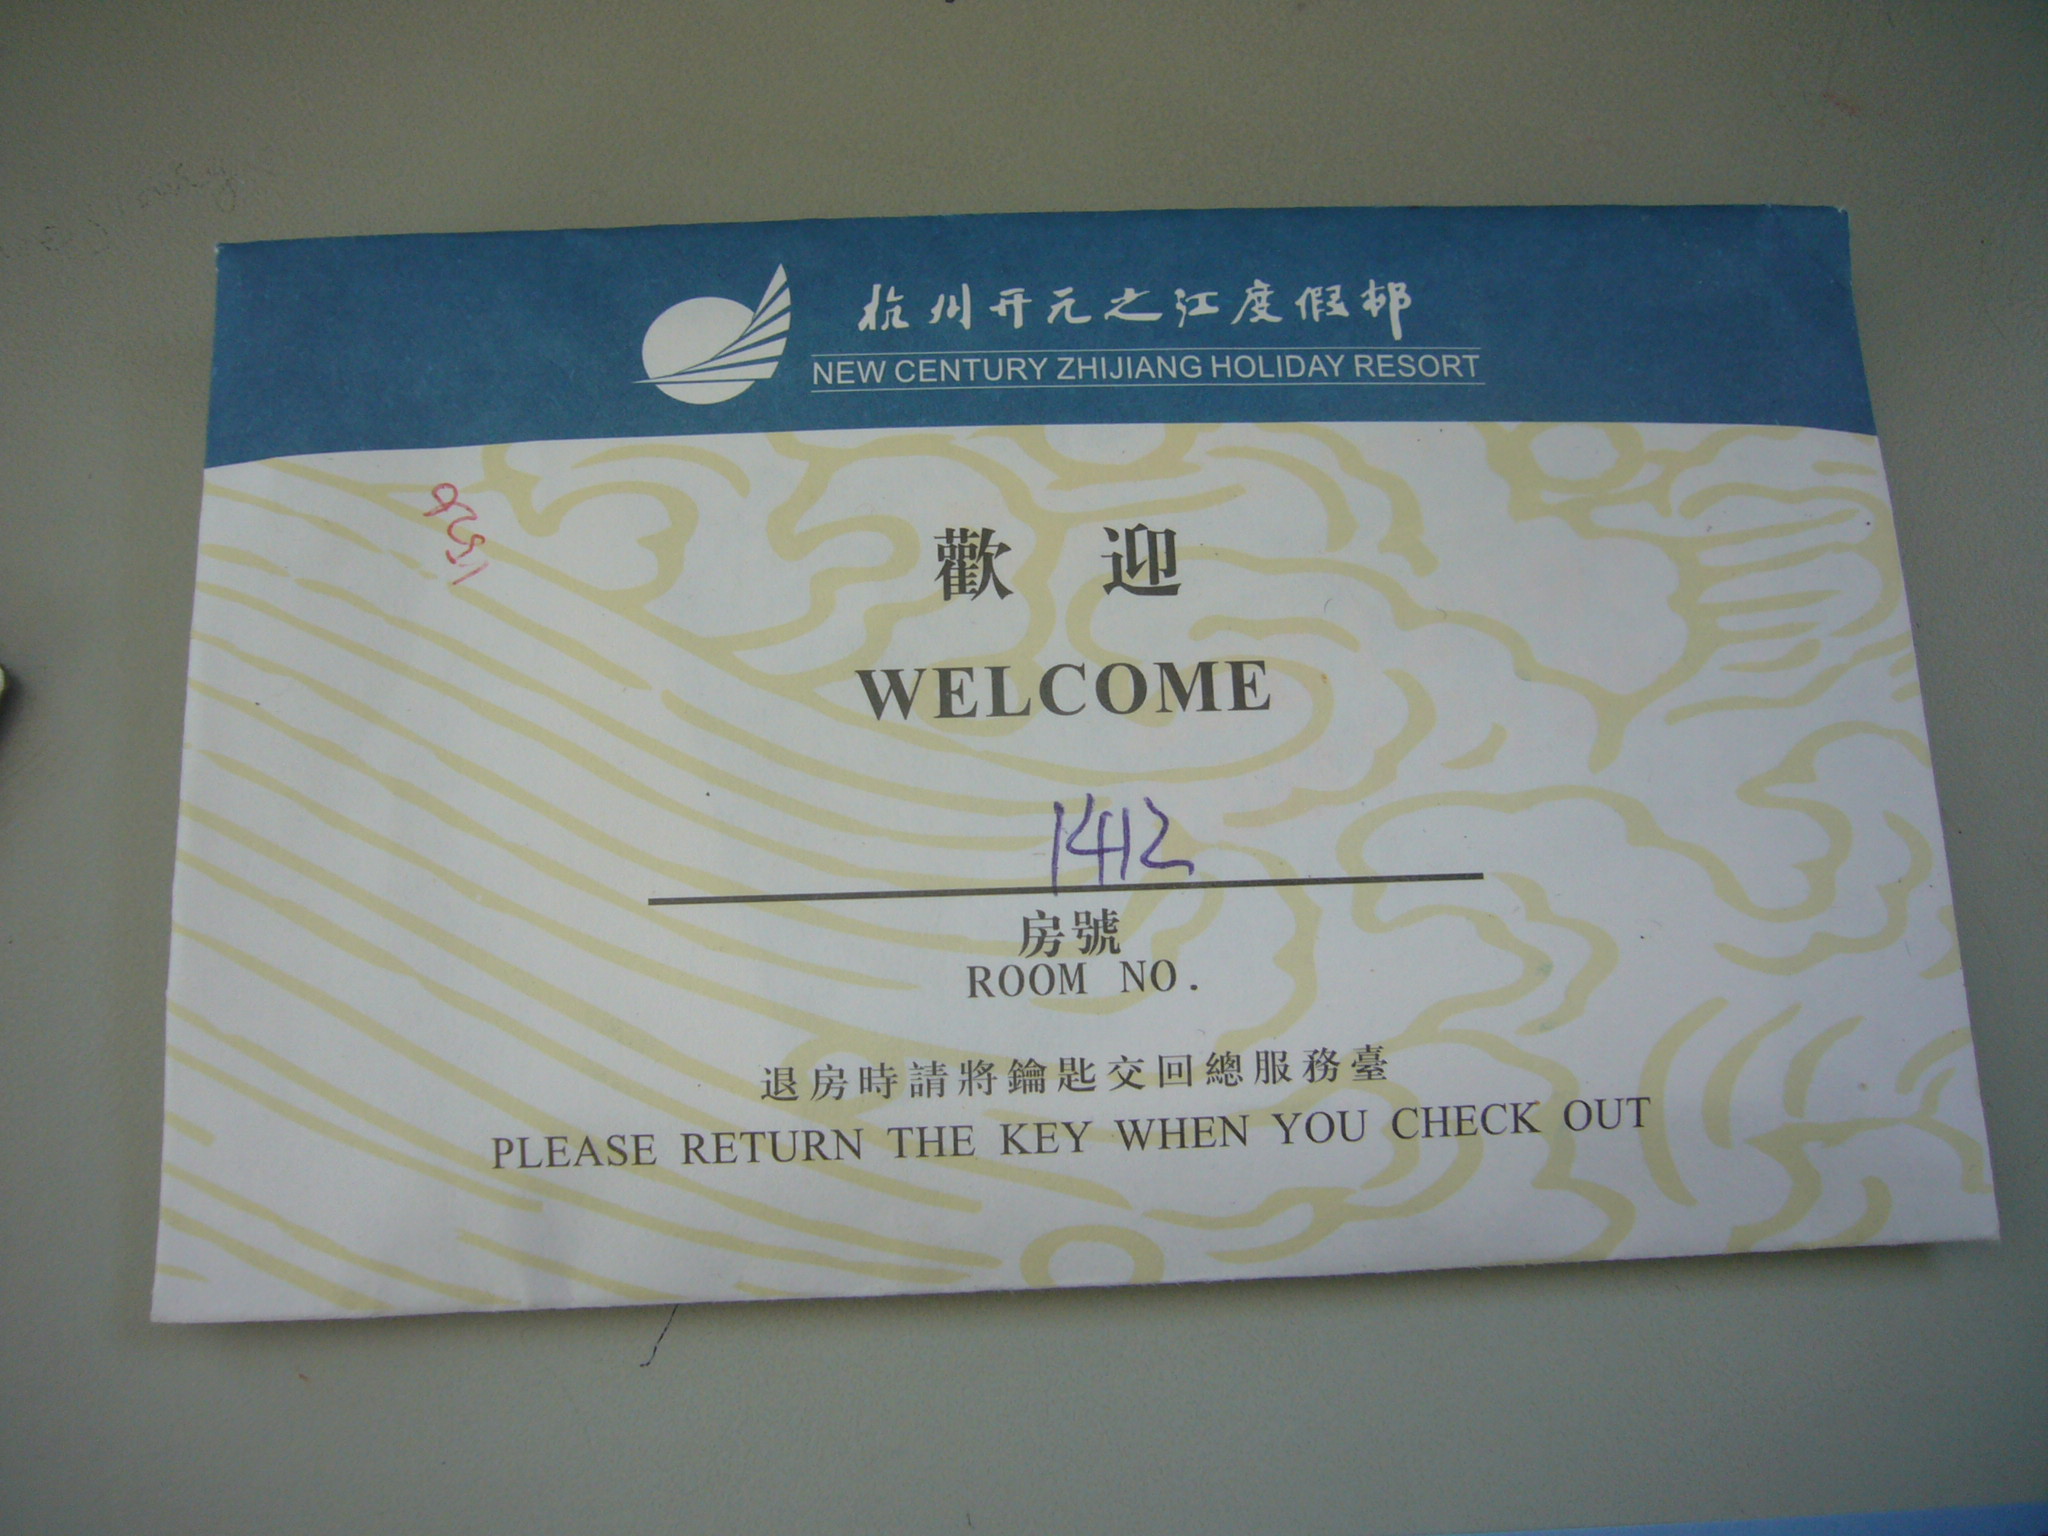 杭州开元之江度假邨
NEW CENTURY ZHIJIANG HOLIDAY RESORT
歡 迎
WELCOME
1412
房號
ROOM NO.
退房時請將鑰匙交回總服務臺
PLEASE RETURN THE KEY WHEN YOU CHECK OUT